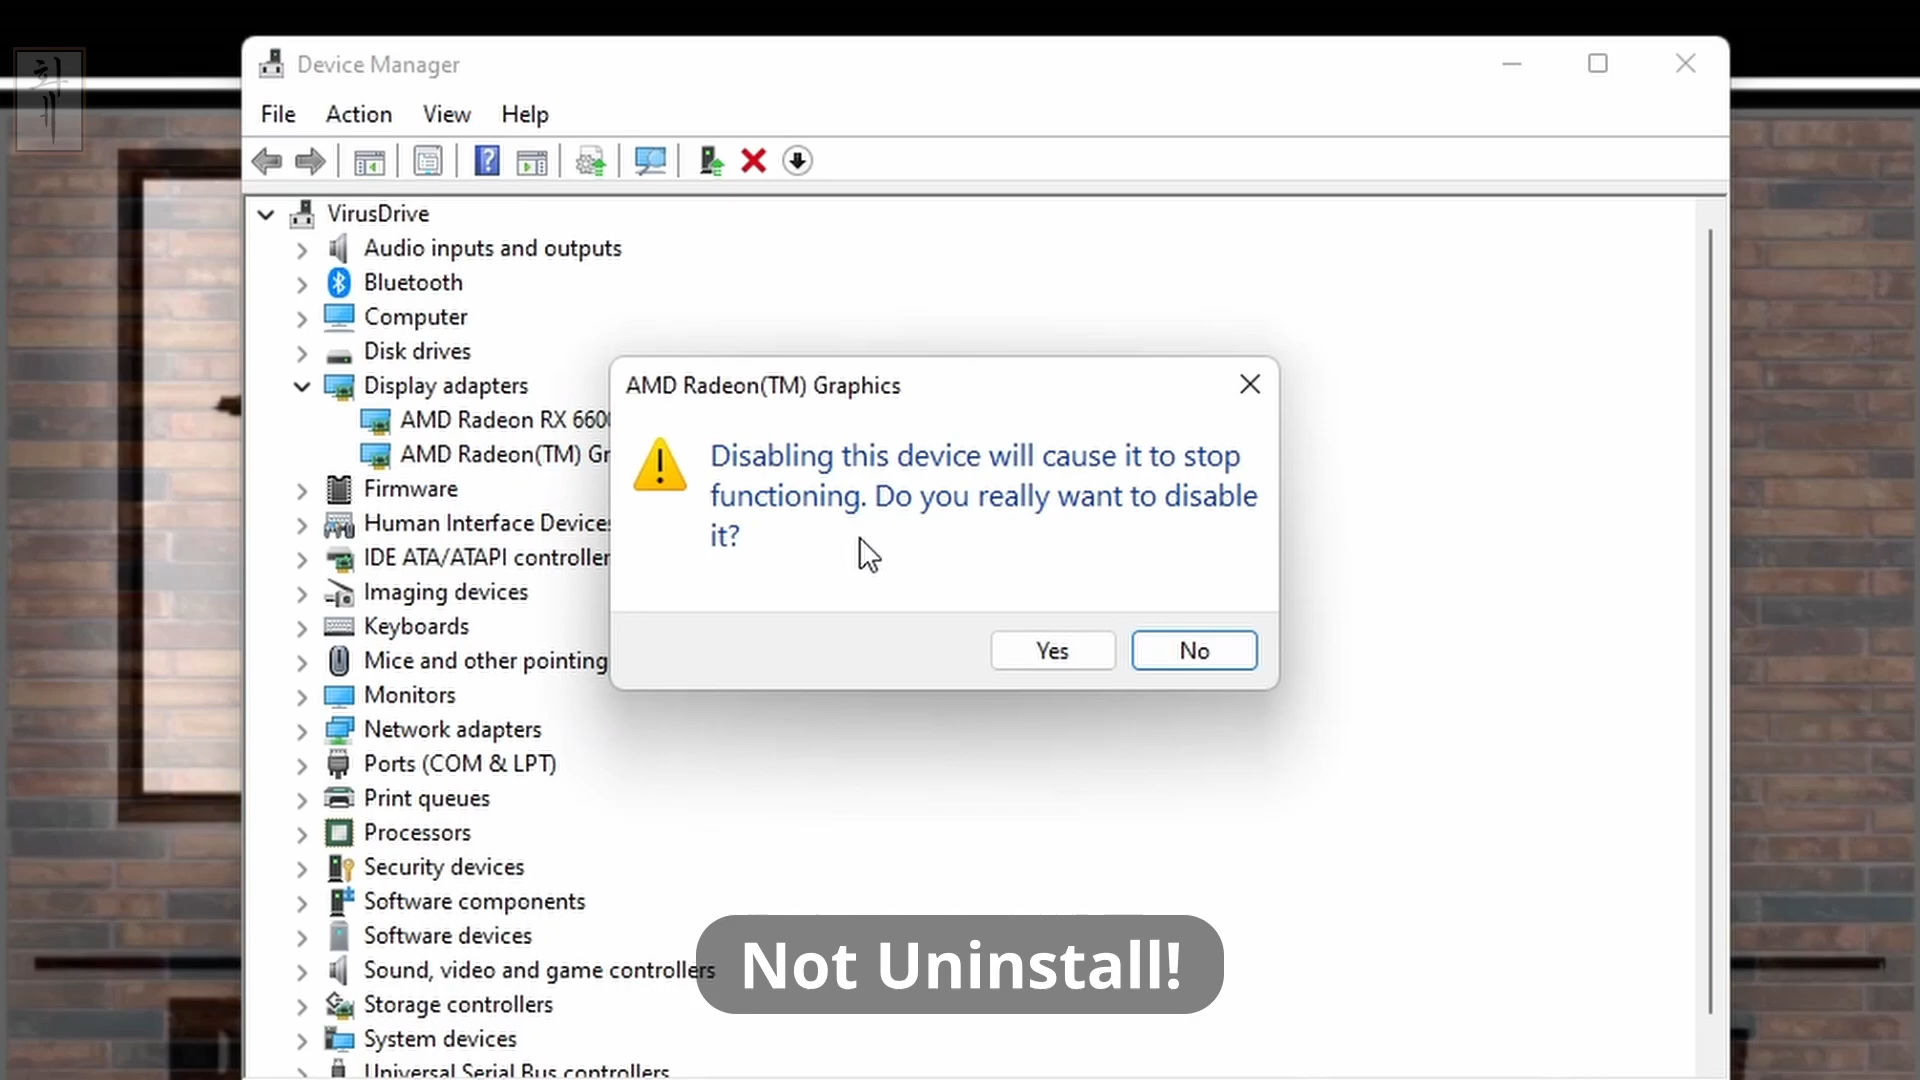 화
계
Device Manager
File Action View Help
VirusDrive
Audio inputs and outputs
Bluetooth
Computer
Disk drives
Display adapters
AMD Radeon RX 660
AMD Radeon(TM) Gr
Firmware
Human Interface Devices
IDE ATA/ATAPI controller
Imaging devices
Keyboards
Mice and other pointing
Monitors
Network adapters
Ports (COM & LPT)
Print queues
Processors
Security devices
Software components
Software devices
Sound, video and game controllers
Storage controllers
System devices
Universal Serial Bus controllers
AMD Radeon(TM) Graphics
Disabling this device will cause it to stop
functioning. Do you really want to disable
it?
Yes No
Not Uninstall!